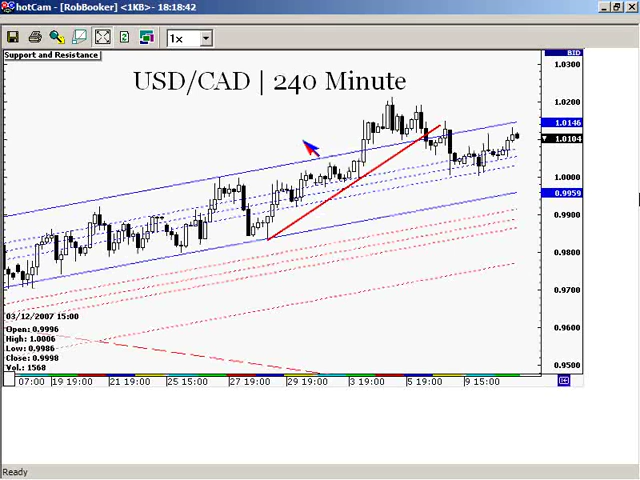 hotCam - [RobBooker] <1KB>- 18:18:42
1x
Support and Resistance
BID
USD/CAD | 240 Minute
1.0300
1.0200
1.0146
1.0104
1.0000
0.9959
0.9900
0.9800
0.9700
0.9600
0.9500
03/12/2007 15:00
Open: 0.9996
High: 1.0006
Low: 0.9986
Close: 0.9998
Vol.: 1568
07:00 19 19:00 21 23:00 25 15:00 27 19:00 29 19:00 3 19:00 5 19:00 9 15:00
Ready